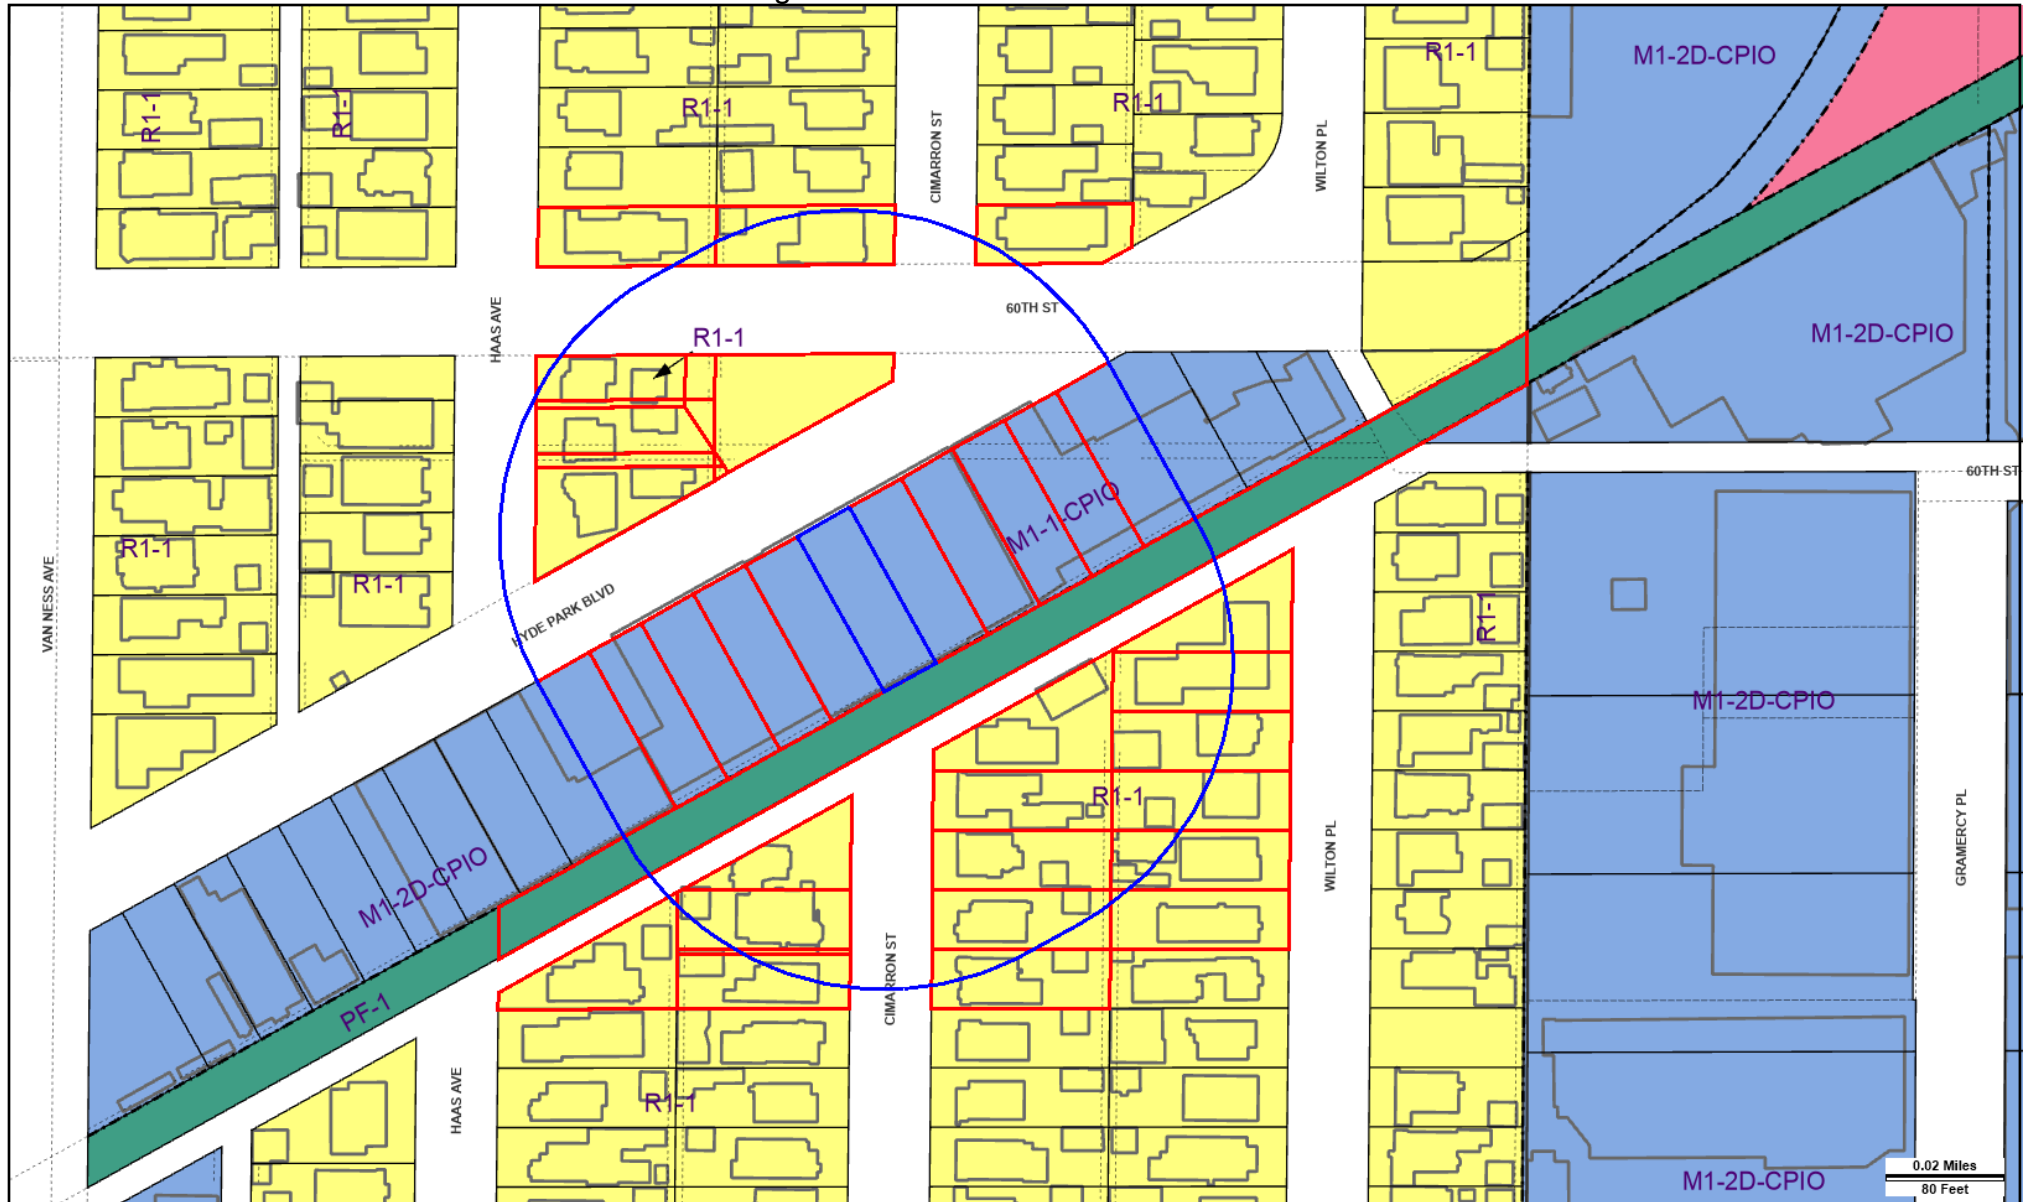 R1-1
R1-1
R1-1
R1-1
R1-1
M1-2D-CPIO
CIMARRON ST
WILTON PL
HAAS AVE
60TH ST
R1-1
M1-2D-CPIO
60TH ST
M1-1-CPIO
VAN NESS AVE
R1-1
R1-1
HYDE PARK BLVD
R1-1
M1-2D-CPIO
R1-1
WILTON PL
GRAMERCY PL
M1-2D-CPIO
PF-1
CIMARRON ST
HAAS AVE
R1-1
M1-2D-CPIO
0.02 Miles
80 Feet